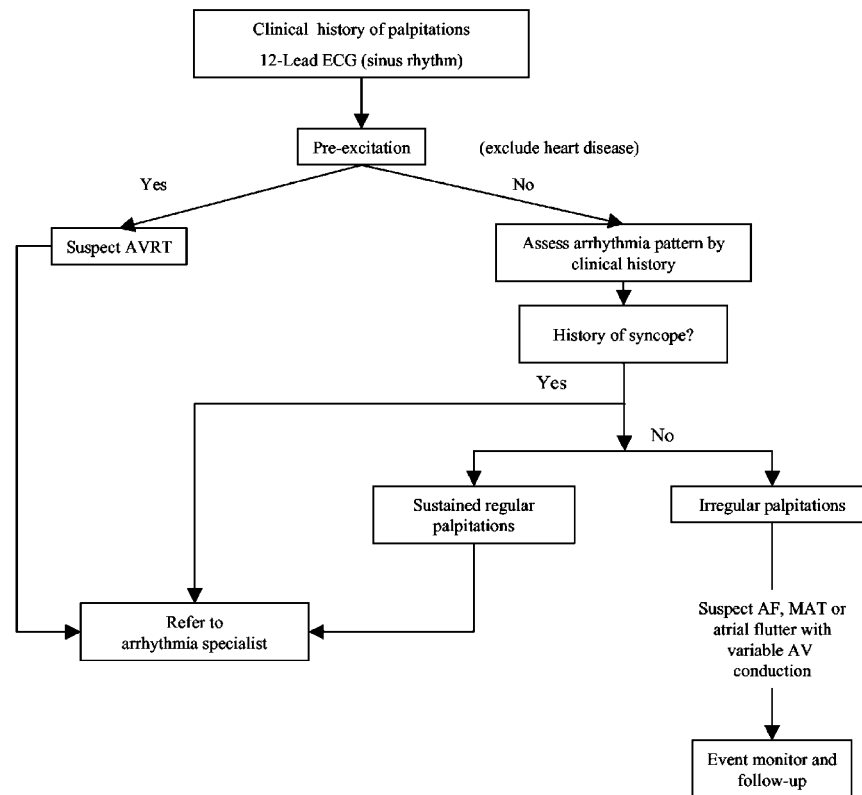 Clinical history of palpitations
12-Lead ECG (sinus rhythm)
Pre-excitation
(exclude heart disease)
Yes
No
Suspect AVRT
Assess arrhythmia pattern by
clinical history
History of syncope?
Yes
No
Sustained regular
palpitations
Irregular palpitations
Refer to
arrhythmia specialist
Suspect AF, MAT or
atrial flutter with
variable AV
conduction
Event monitor and
follow-up